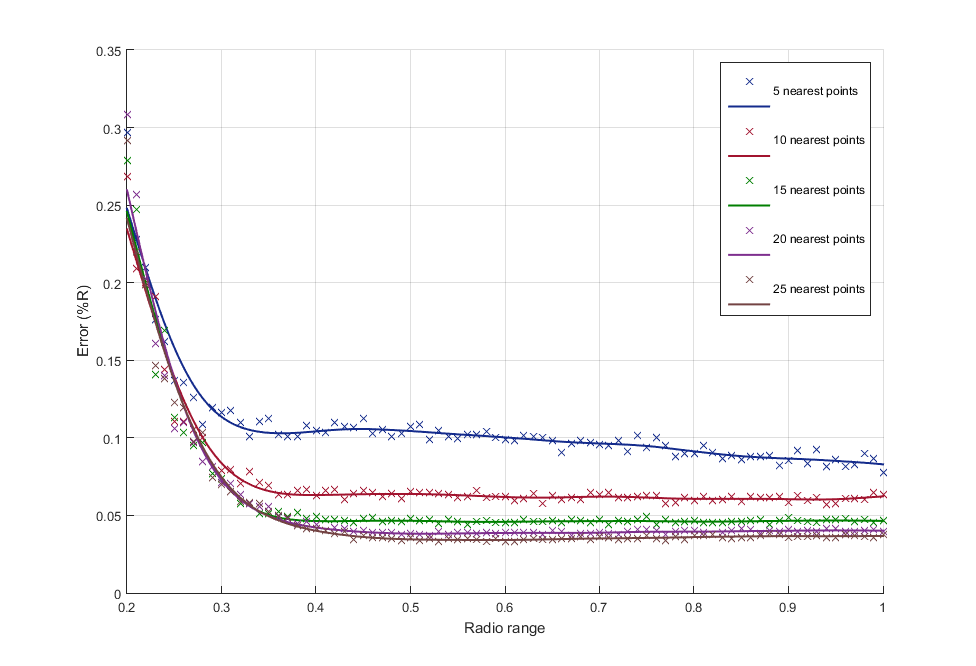 0.35
0.3
0.25
0.2
0.15
0.1
0.05
0
Error (%R)
0.2 0.3 0.4 0.5 0.6 0.7 0.8 0.9 1
Radio range
5 nearest points
10 nearest points
15 nearest points
20 nearest points
25 nearest points